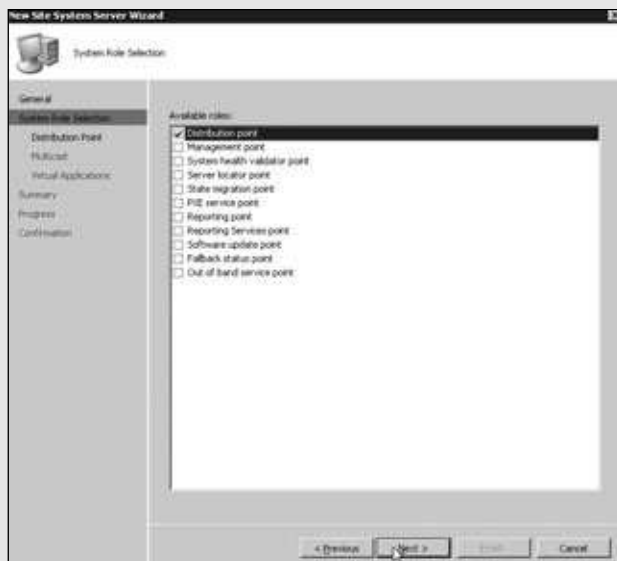 New Site System Server Wizard
System Role Selection
General
System Role Selection
Distribution Point
Multicast
Virtual Applications
Summary
Progress
Confirmation
Available roles:
Distribution point
Management point
System health validator point
Server locator point
State migration point
PXE service point
Reporting point
Reporting Services point
Software update point
Fallback status point
Out of band service point
< Previous
Next >
Finish
Cancel